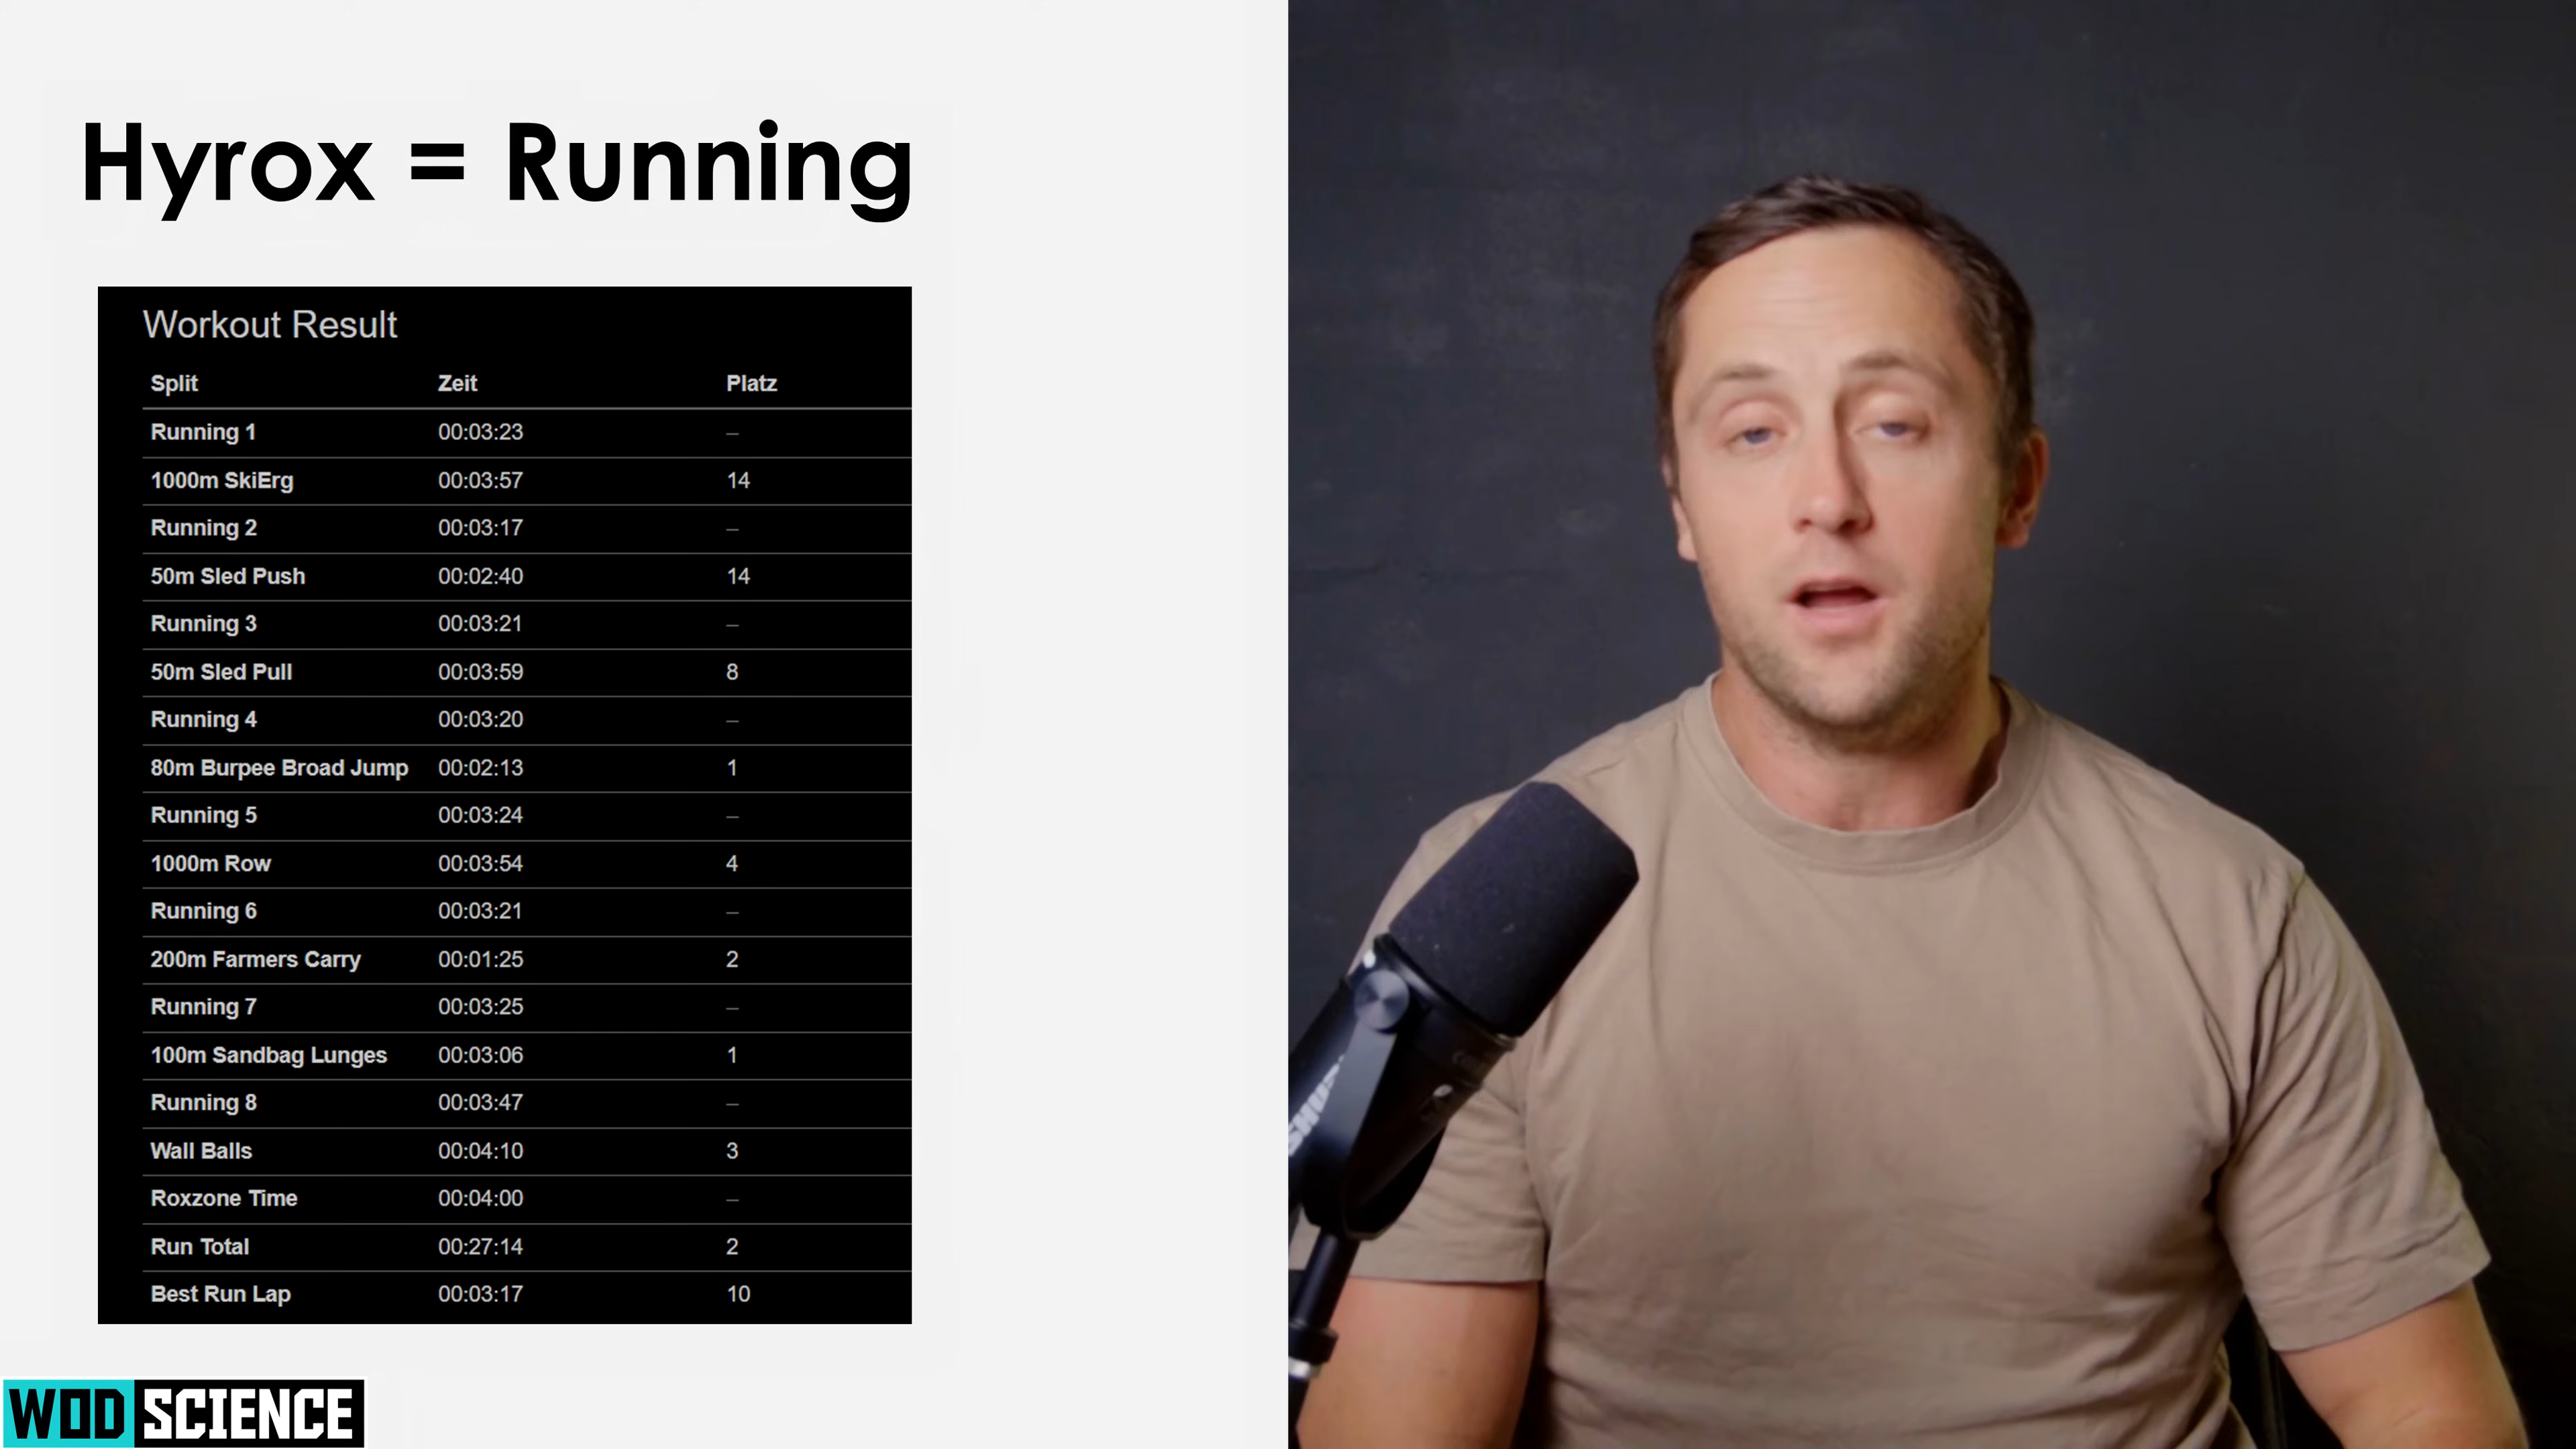 Hyrox = Running
Workout Result
Split Zeit Platz
Running 1 00:03:23 –
1000m SkiErg 00:03:57 14
Running 2 00:03:17 –
50m Sled Push 00:02:40 14
Running 3 00:03:21 –
50m Sled Pull 00:03:59 8
Running 4 00:03:20 –
80m Burpee Broad Jump 00:02:13 1
Running 5 00:03:24 –
1000m Row 00:03:54 4
Running 6 00:03:21 –
200m Farmers Carry 00:01:25 2
Running 7 00:03:25 –
100m Sandbag Lunges 00:03:06 1
Running 8 00:03:47 –
Wall Balls 00:04:10 3
Roxzone Time 00:04:00 –
Run Total 00:27:14 2
Best Run Lap 00:03:17 10
WOD SCIENCE
SHURE